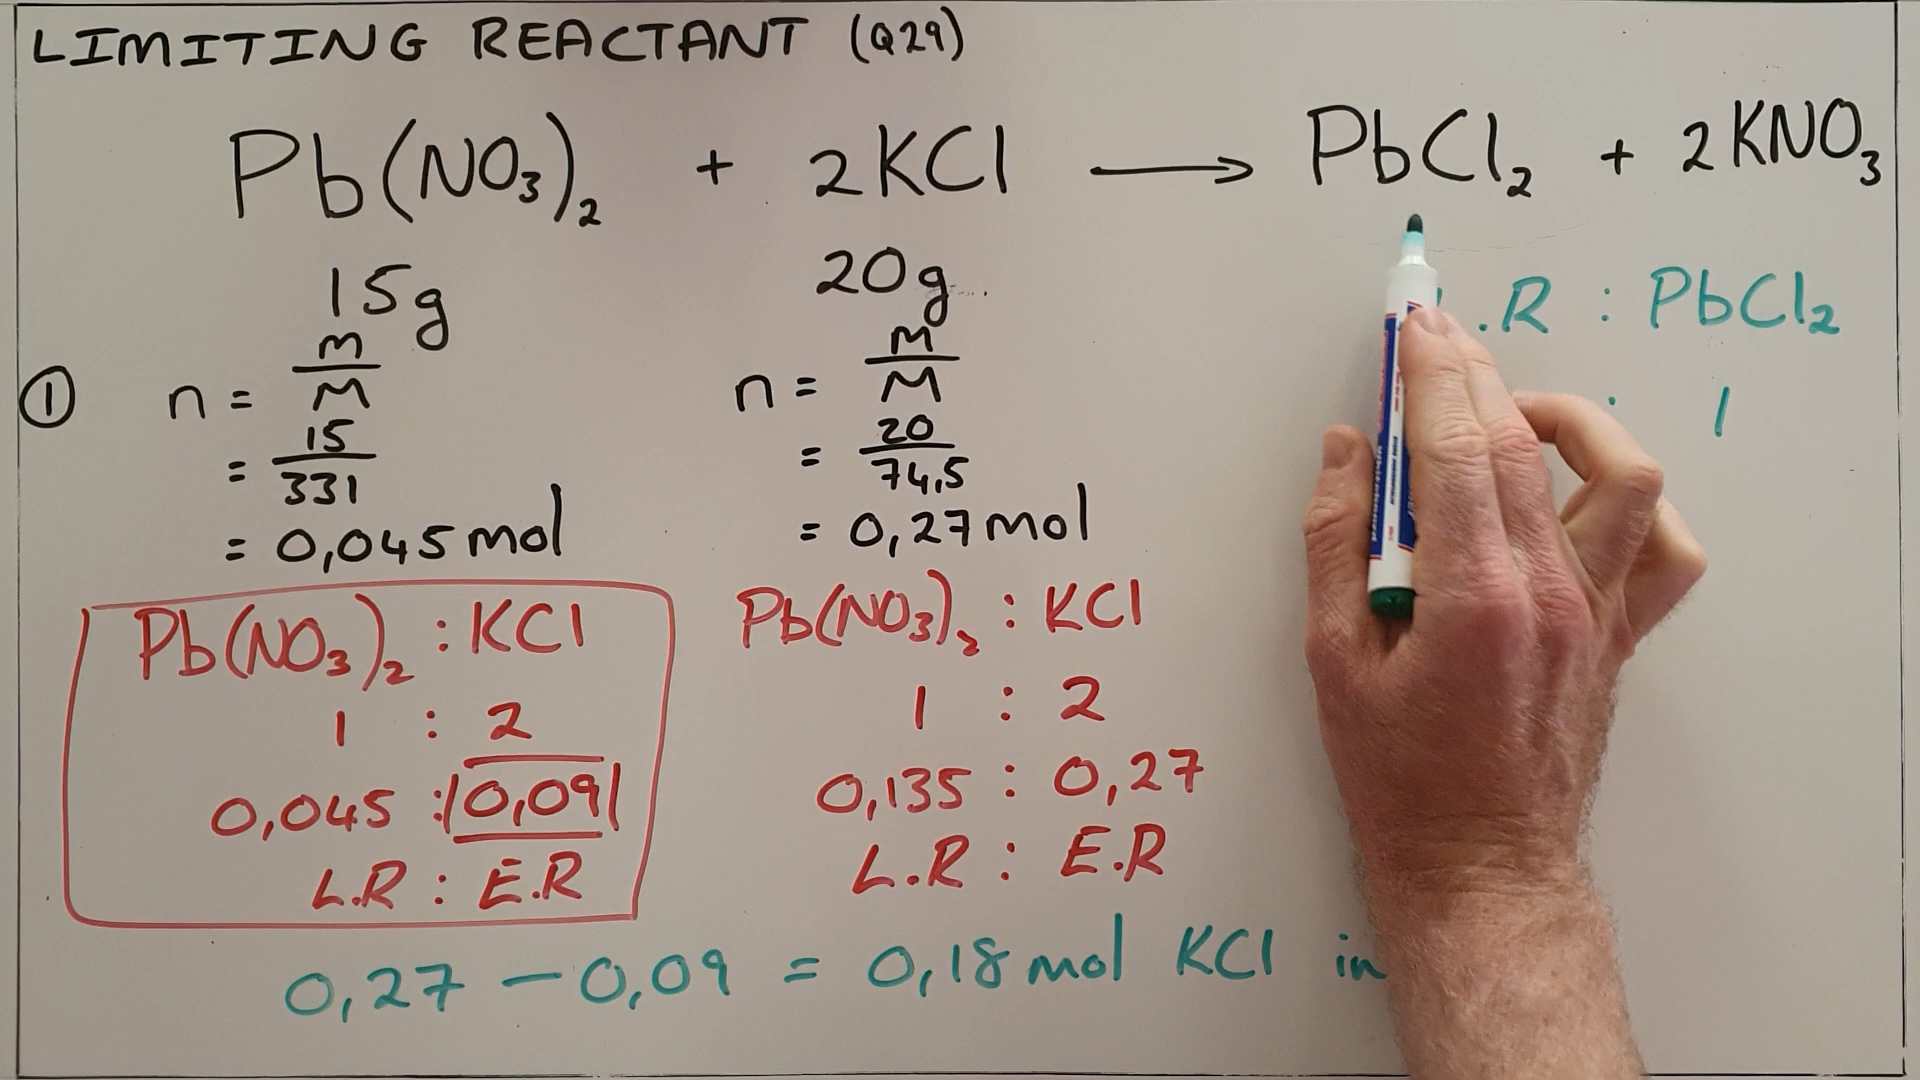 LIMITING REACTANT (Q29)
Pb(NO₃)₂ + 2KCl ⟶ PbCl₂ + 2KNO₃
15g
20g
① n = m/M
= 15/331
= 0,045 mol
n = m/M
= 20/74,5
= 0,27 mol
Pb(NO₃)₂ : KCl
1 : 2
0,045 : 0,09
L.R : E.R
Pb(NO₃)₂ : KCl
1 : 2
0,135 : 0,27
L.R : E.R
.R : PbCl₂
: 1
0,27 - 0,09 = 0,18 mol KCl in